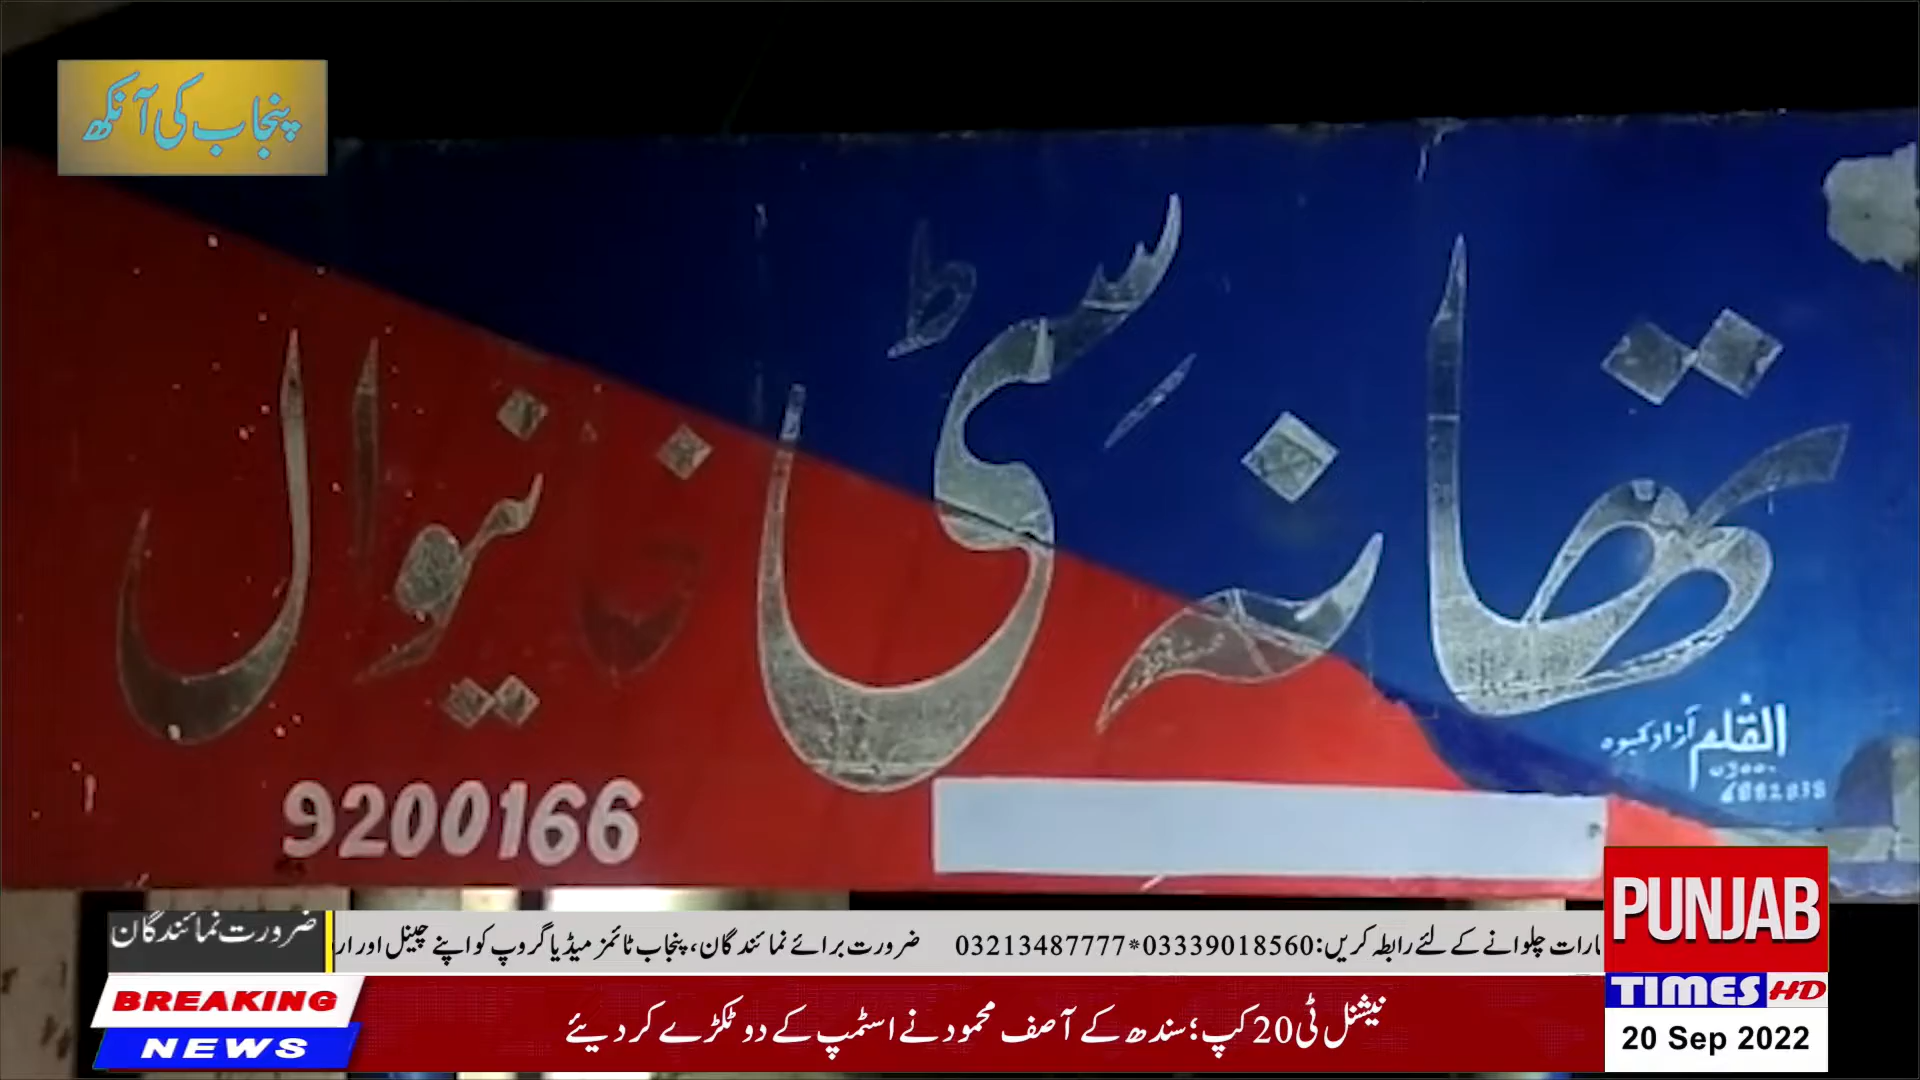 پنجاب کی آنکھ
تھانہ سٹی خانیوال
القلم آزاد کبوہ
9200166
ضرورت نمائندگان
ارات چلوانے کے لئے رابطہ کریں:03339018560*03213487777 ضرورت برائے نمائندگان، پنجاب ٹائمز میڈیا گروپ کو اپنے چینل اور ار
BREAKING
NEWS
نیشنل ٹی20 کپ؛ سندھ کے آصف محمود نے اسٹمپ کے دو ٹکڑے کر دیئے
PUNJAB
TIMES HD
20 Sep 2022